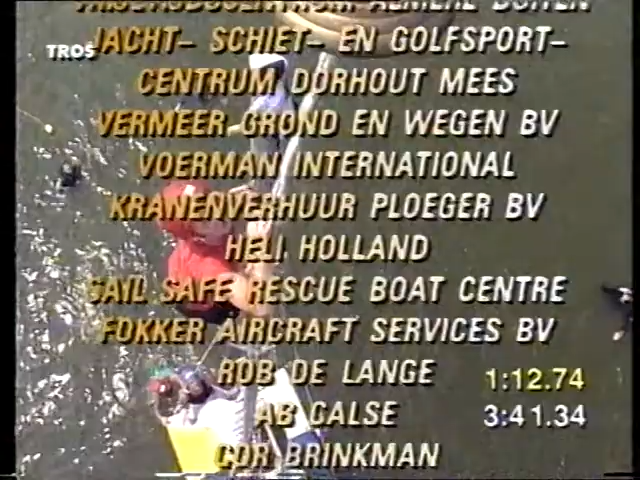 TROS
JACHT- SCHIET- EN GOLFSPORT-
CENTRUM DORHOUT MEES
VERMEER GROND EN WEGEN BV
VOERMAN INTERNATIONAL
KRANENVERHUUR PLOEGER BV
HELI HOLLAND
SAIL SAFE RESCUE BOAT CENTRE
FOKKER AIRCRAFT SERVICES BV
ROB DE LANGE
1:12.74
AB CALSE
3:41.34
COR BRINKMAN